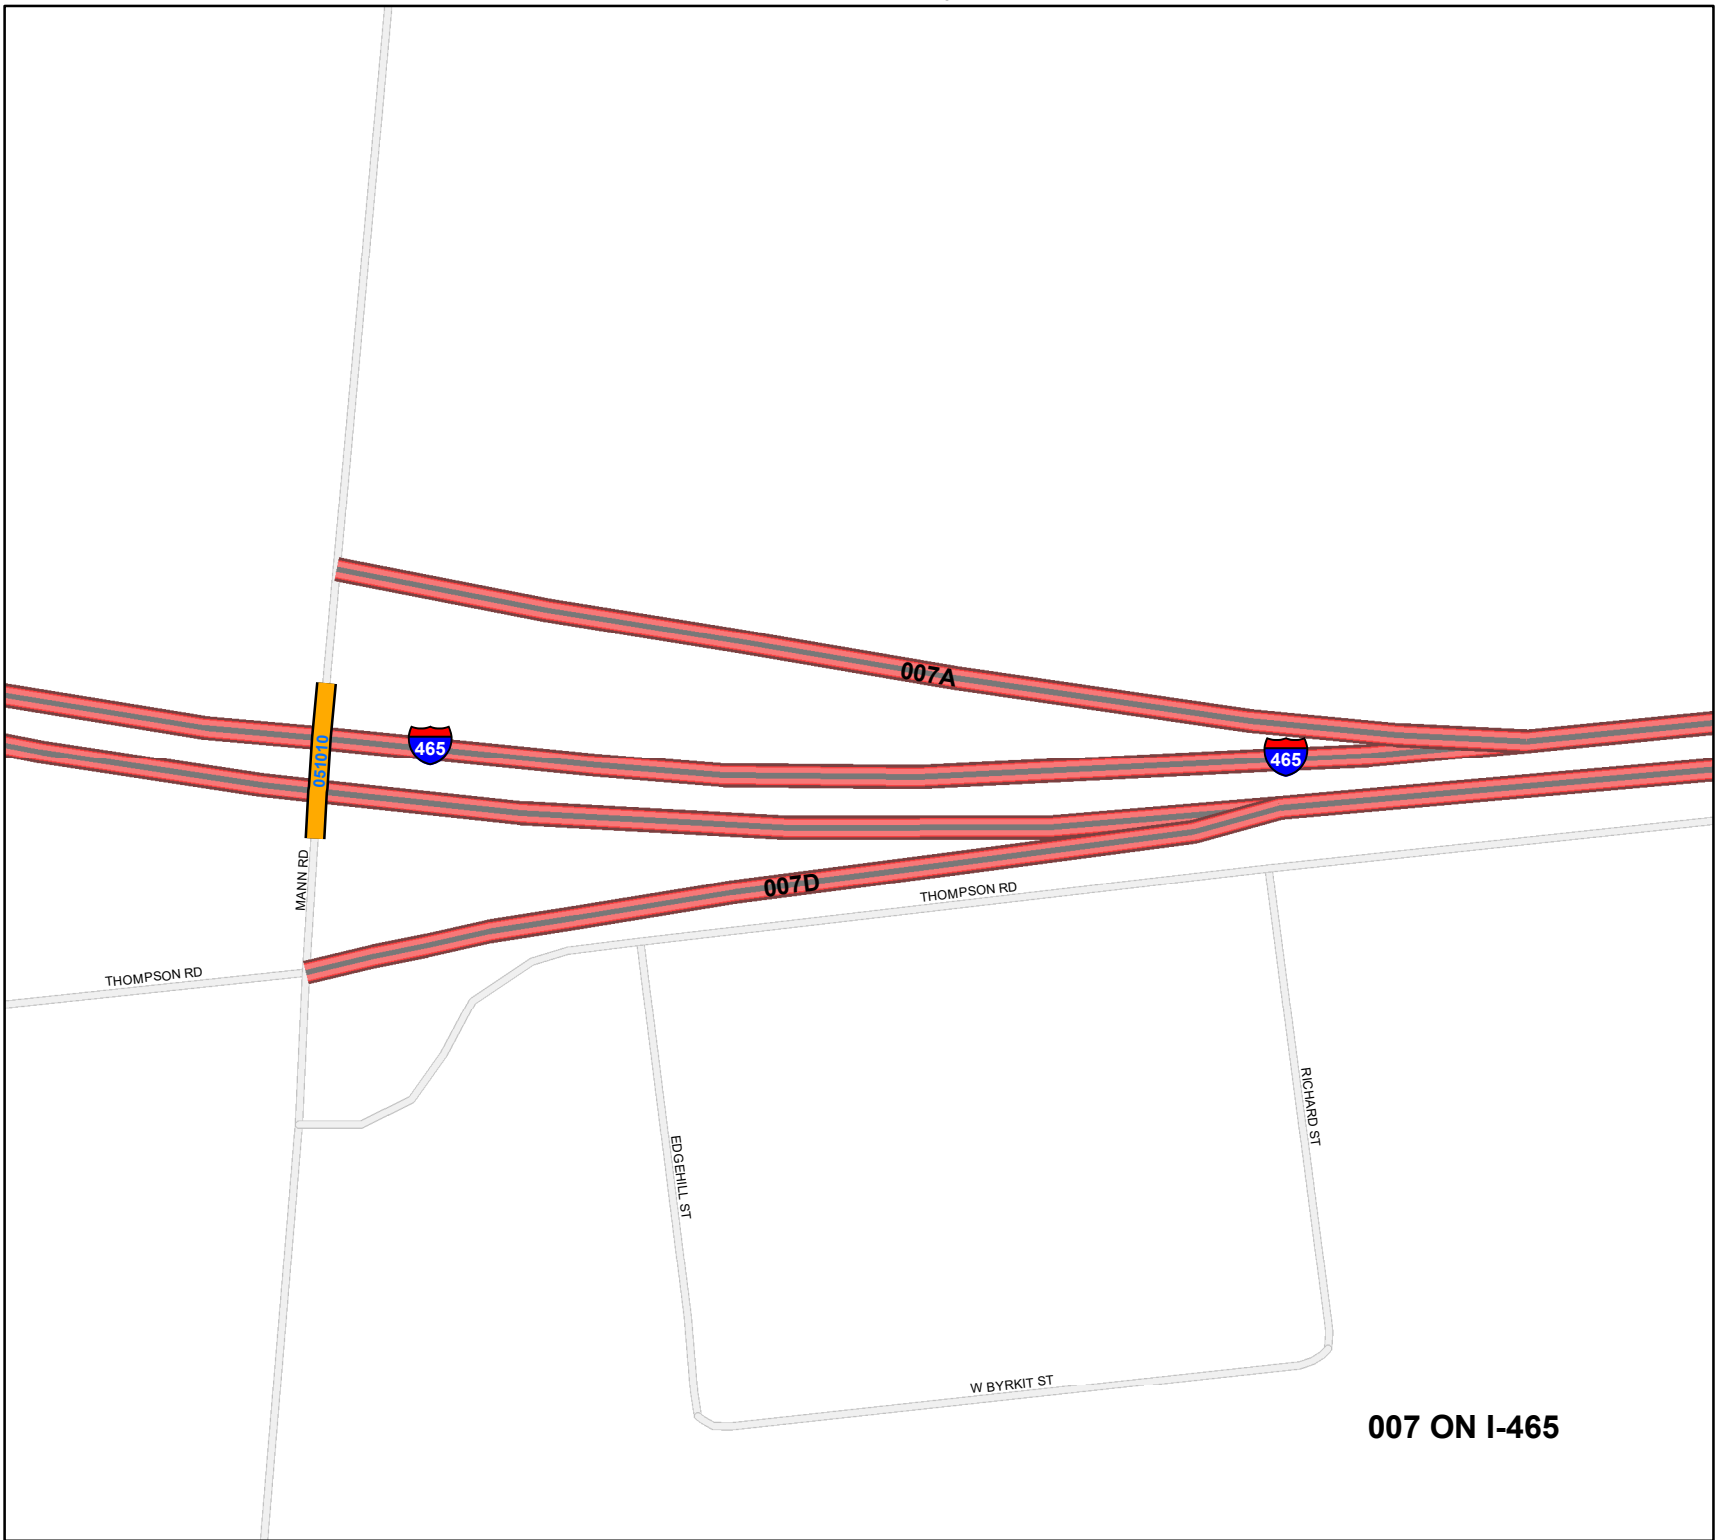 007A
465
465
051010
MANN RD
007D
THOMPSON RD
THOMPSON RD
RICHARD ST
EDGEHILL ST
W BYRKIT ST
007 ON I-465